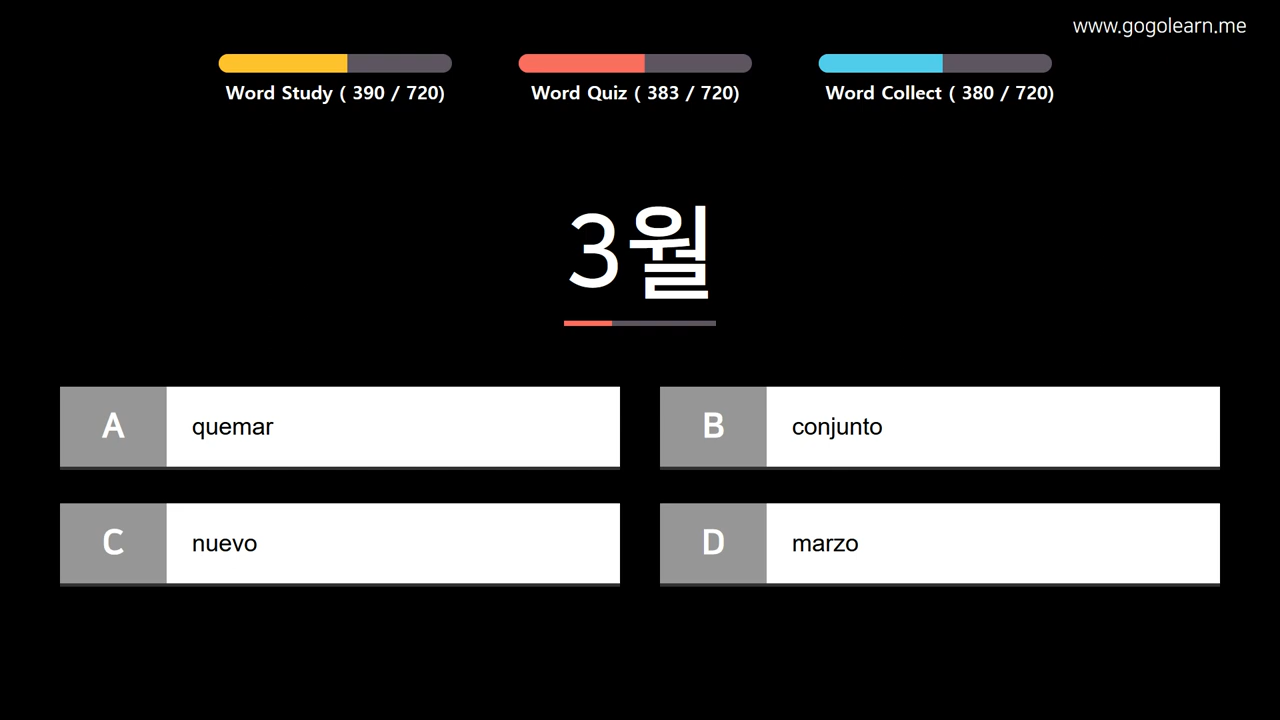 www.gogolearn.me
Word Study ( 390 / 720)
Word Quiz ( 383 / 720)
Word Collect ( 380 / 720)
3월
A quemar
B conjunto
C nuevo
D marzo